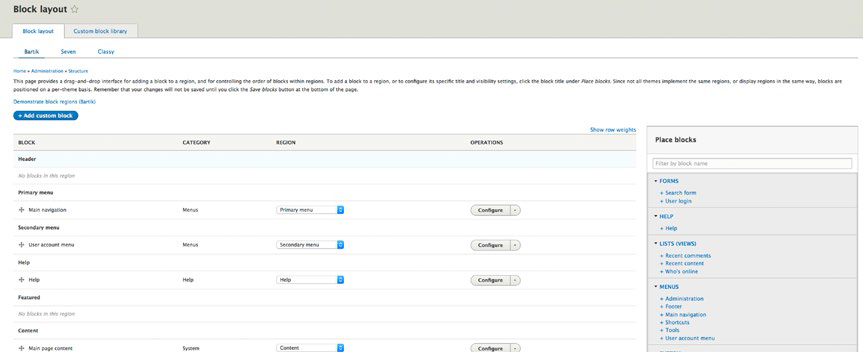 Block layout
Block layout Custom block library
Bartik Seven Classy
Home » Administration » Structure
This page provides a drag-and-drop interface for adding a block to a region, and for controlling the order of blocks within regions. To add a block to a region, or to configure its specific title and visibility settings, click the block title under Place blocks. Since not all themes implement the same regions, or display regions in the same way, blocks are
positioned on a per-theme basis. Remember that your changes will not be saved until you click the Save blocks button at the bottom of the page.
Demonstrate block regions (Bartik)
+ Add custom block
Show row weights
BLOCK CATEGORY REGION OPERATIONS
Header
No blocks in this region
Primary menu
Main navigation Menus Primary menu Configure
Secondary menu
User account menu Menus Secondary menu Configure
Help
Help Help Help Configure
Featured
No blocks in this region
Content
Main page content System Content Configure
Place blocks
Filter by block name
FORMS
+ Search form
+ User login
HELP
+ Help
LISTS (VIEWS)
+ Recent comments
+ Recent content
+ Who's online
MENUS
+ Administration
+ Footer
+ Main navigation
+ Shortcuts
+ Tools
+ User account menu